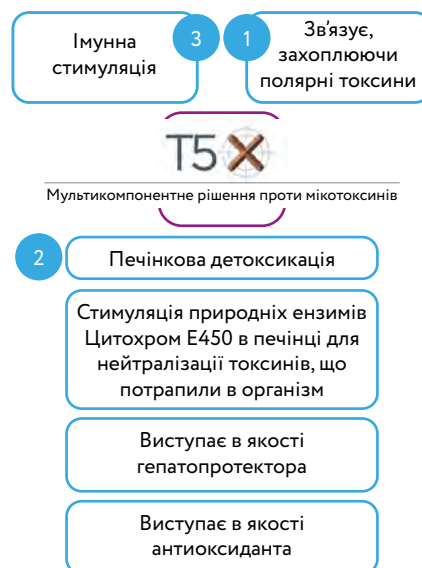 Імунна
стимуляція
3
1
Зв'язує,
захоплюючи
полярні токсини
T5X
Мультикомпонентне рішення проти мікотоксинів
2
Печінкова детоксикація
Стимуляція природніх ензимів
Цитохром Е450 в печінці для
нейтралізації токсинів, що
потрапили в організм
Виступає в якості
гепатопротектора
Виступає в якості
антиоксиданта